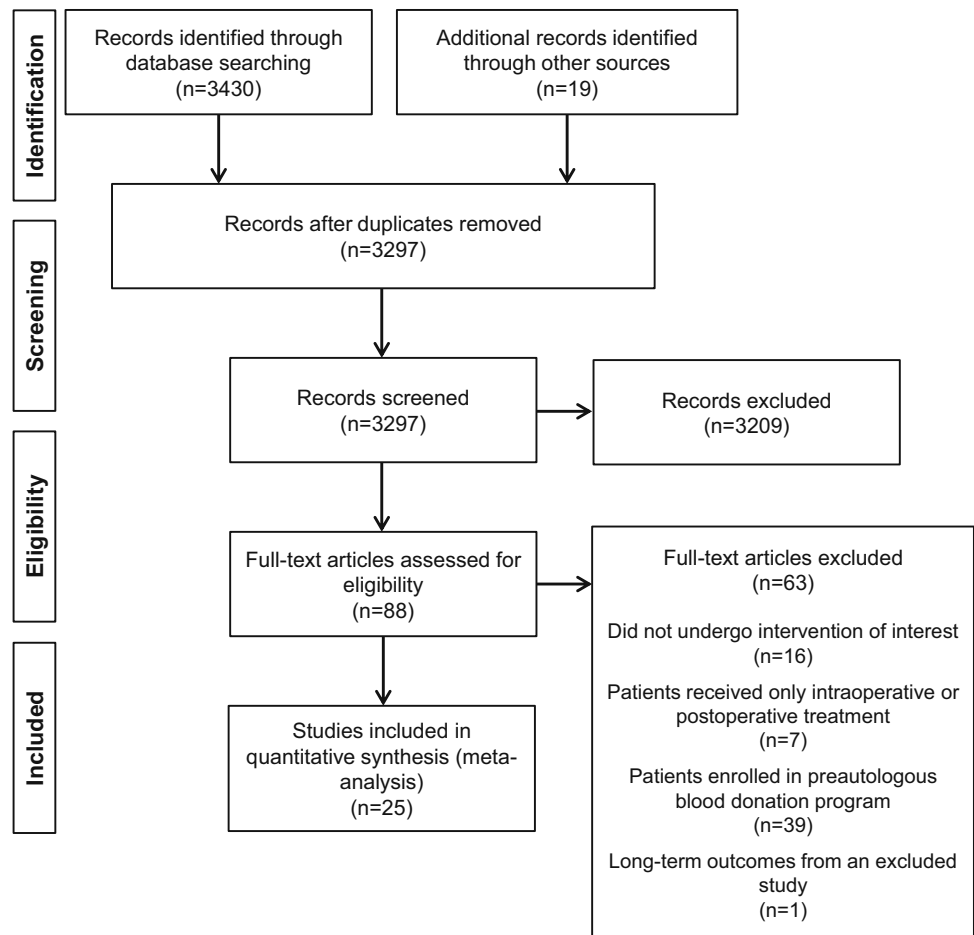 Identification
Records identified through
database searching
(n=3430)
Additional records identified
through other sources
(n=19)
Records after duplicates removed
(n=3297)
Screening
Records screened
(n=3297)
Records excluded
(n=3209)
Eligibility
Full-text articles assessed for
eligibility
(n=88)
Full-text articles excluded
(n=63)
Did not undergo intervention of interest
(n=16)
Patients received only intraoperative or
postoperative treatment
(n=7)
Patients enrolled in preautologous
blood donation program
(n=39)
Long-term outcomes from an excluded
study
(n=1)
Included
Studies included in
quantitative synthesis (meta-
analysis)
(n=25)